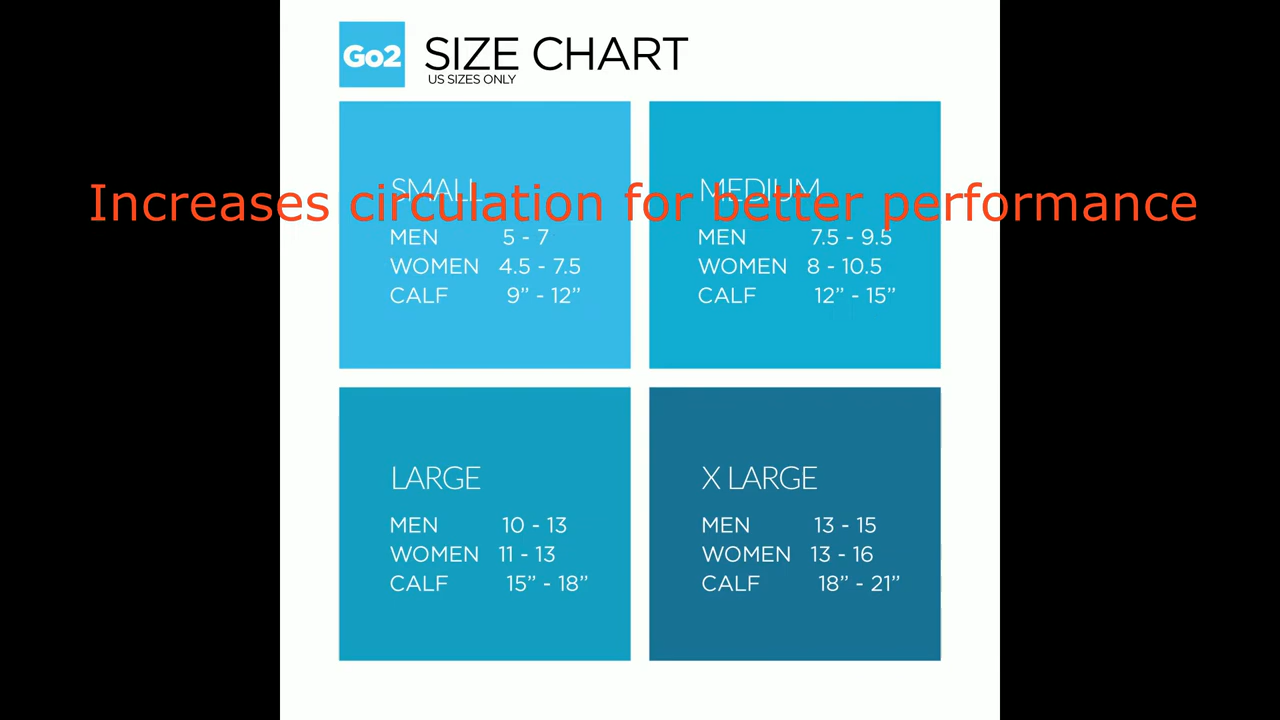 Go2 SIZE CHART
US SIZES ONLY
Increases circulation for better performance
SMALL
MEN 5 - 7
WOMEN 4.5 - 7.5
CALF 9” - 12”
MEDIUM
MEN 7.5 - 9.5
WOMEN 8 - 10.5
CALF 12” - 15”
LARGE
MEN 10 - 13
WOMEN 11 - 13
CALF 15” - 18”
X LARGE
MEN 13 - 15
WOMEN 13 - 16
CALF 18” - 21”